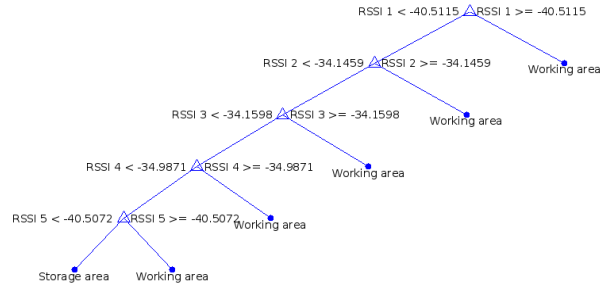 RSSI 1 < -40.5115 RSSI 1 >= -40.5115
RSSI 2 < -34.1459 RSSI 2 >= -34.1459
Working area
RSSI 3 < -34.1598 RSSI 3 >= -34.1598
Working area
RSSI 4 < -34.9871 RSSI 4 >= -34.9871
Working area
RSSI 5 < -40.5072 RSSI 5 >= -40.5072
Working area
Storage area Working area